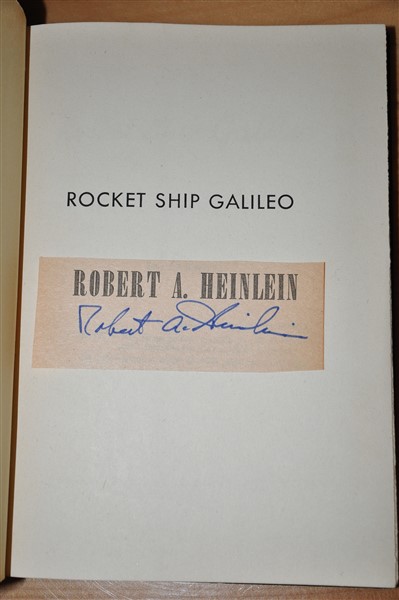 ROCKET SHIP GALILEO
ROBERT A. HEINLEIN
Robert A. Heinlein